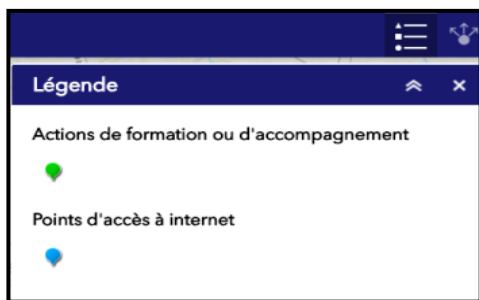 Légende
Actions de formation ou d'accompagnement
Points d'accès à internet